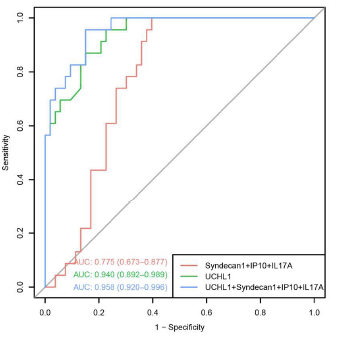 1.0
0.8
0.6
0.4
0.2
0.0
Sensitivity
AUC: 0.775 (0.673–0.877)
AUC: 0.940 (0.892–0.989)
AUC: 0.958 (0.920–0.996)
Syndecan1+IP10+IL17A
UCHL1
UCHL1+Syndecan1+IP10+IL17A
0.0 0.2 0.4 0.6 0.8 1.0
1 − Specificity